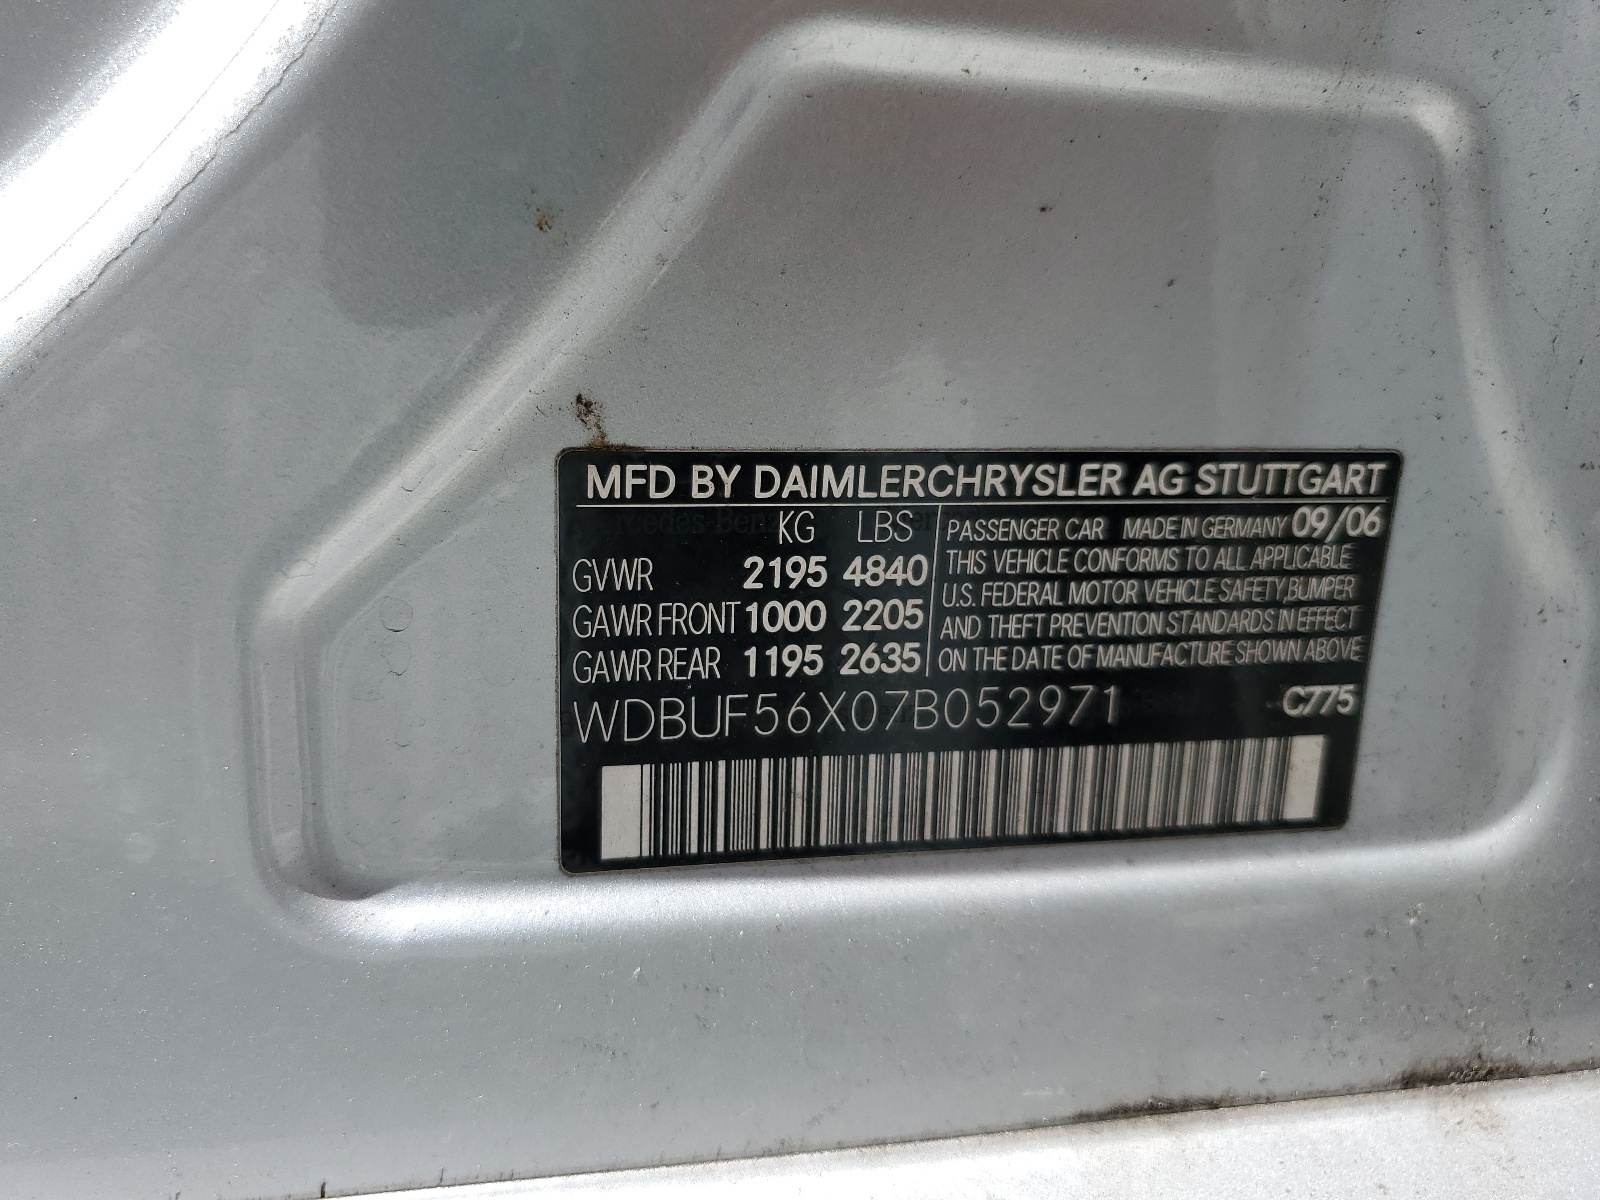 MFD BY DAIMLERCHRYSLER AG STUTTGART
KG LBS
GVWR 2195 4840
GAWR FRONT 1000 2205
GAWR REAR 1195 2635
PASSENGER CAR MADE IN GERMANY 09/06
THIS VEHICLE CONFORMS TO ALL APPLICABLE
U.S. FEDERAL MOTOR VEHICLE SAFETY, BUMPER
AND THEFT PREVENTION STANDARDS IN EFFECT
ON THE DATE OF MANUFACTURE SHOWN ABOVE
WDBUF56X07B052971 C775